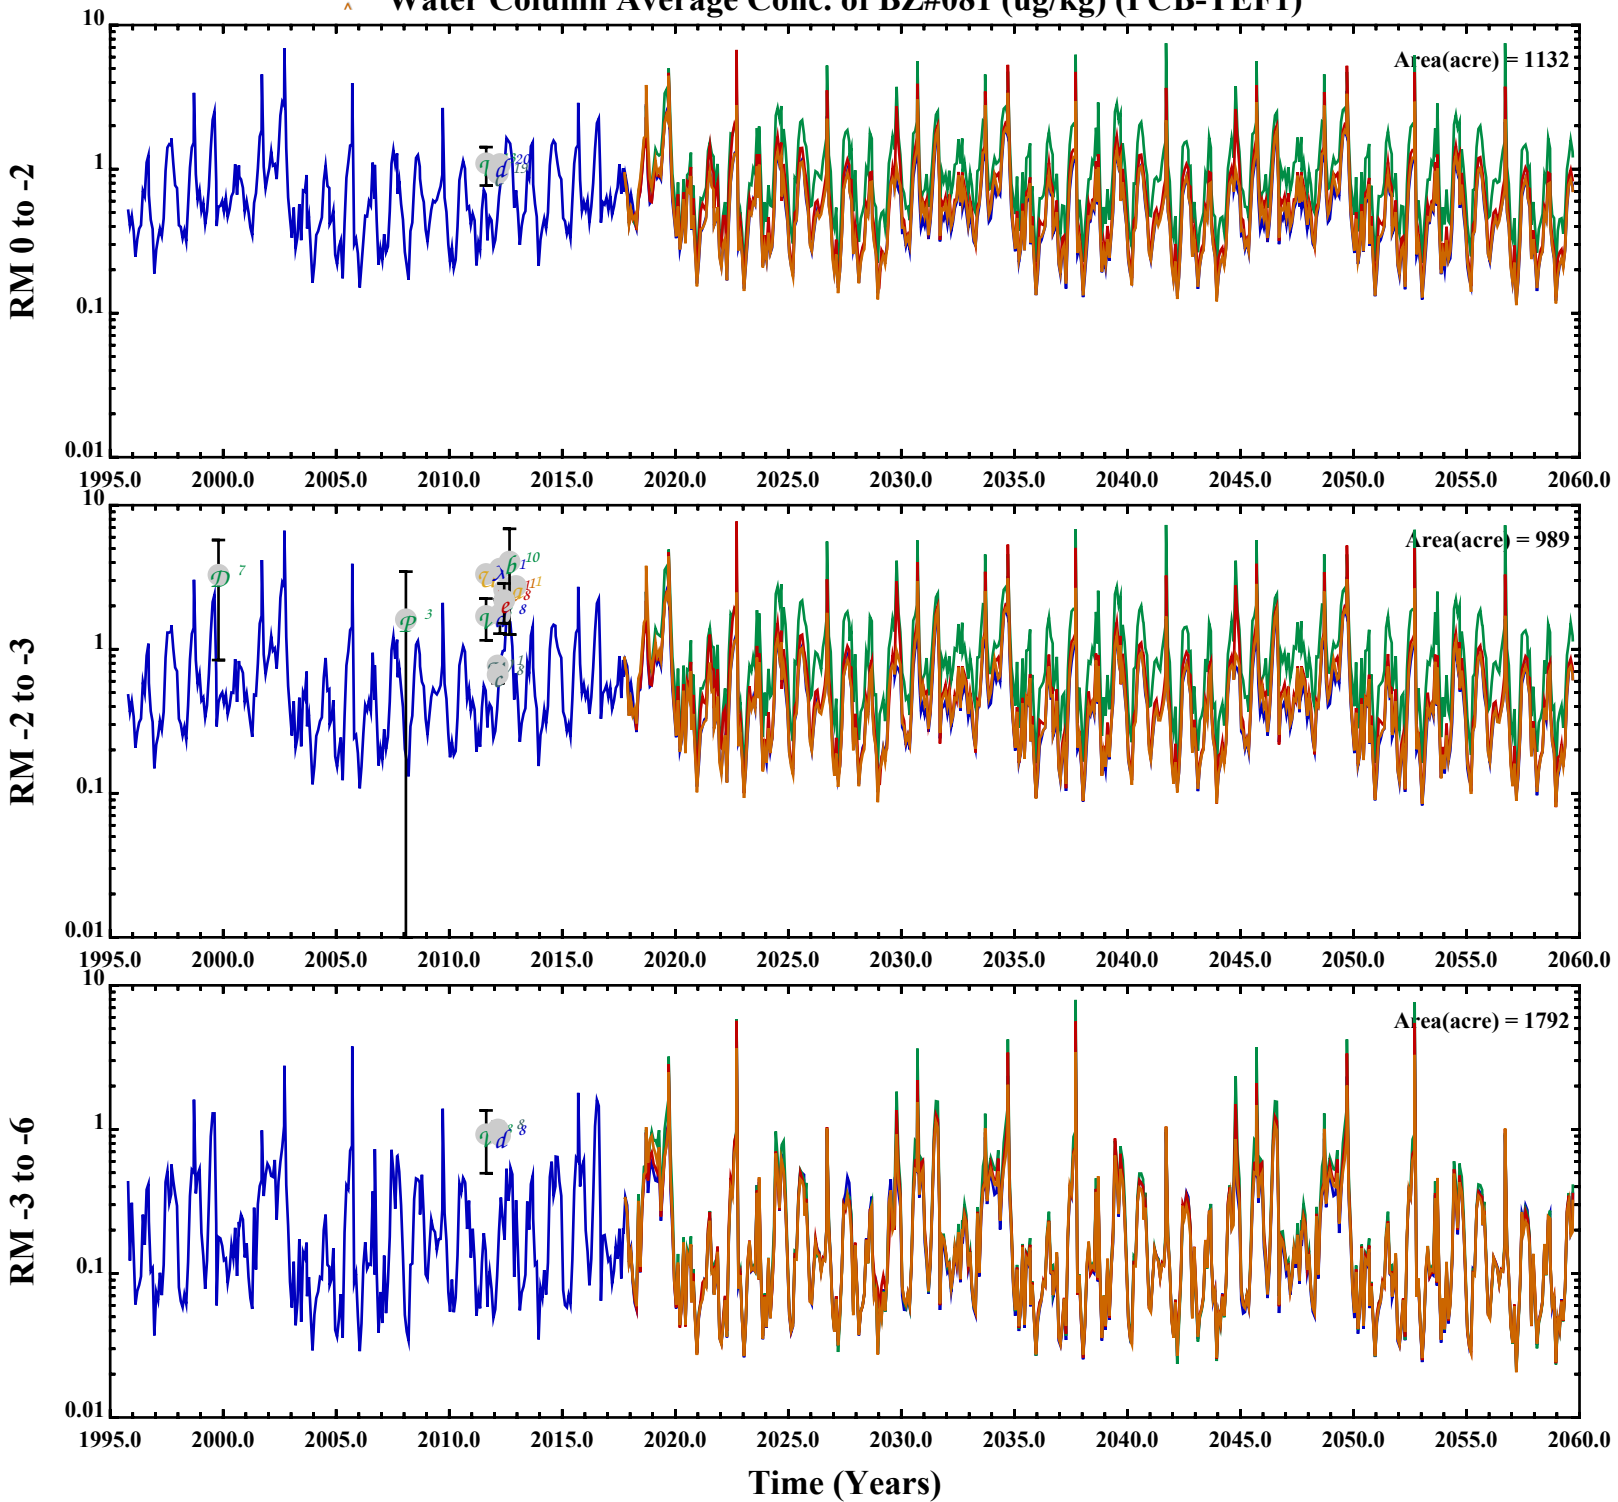 Water Column Average Conc. of BZ#081 (ug/kg) (PCB-TEF1)
RM 0 to -2
Area(acre) = 1132
10
1
0.1
0.01
1995.0 2000.0 2005.0 2010.0 2015.0 2020.0 2025.0 2030.0 2035.0 2040.0 2045.0 2050.0 2055.0 2060.0
RM -2 to -3
Area(acre) = 989
10
1
0.1
0.01
D 7
P 3
b 10
1995.0 2000.0 2005.0 2010.0 2015.0 2020.0 2025.0 2030.0 2035.0 2040.0 2045.0 2050.0 2055.0 2060.0
RM -3 to -6
Area(acre) = 1792
10
1
0.1
0.01
d 8
1995.0 2000.0 2005.0 2010.0 2015.0 2020.0 2025.0 2030.0 2035.0 2040.0 2045.0 2050.0 2055.0 2060.0
Time (Years)